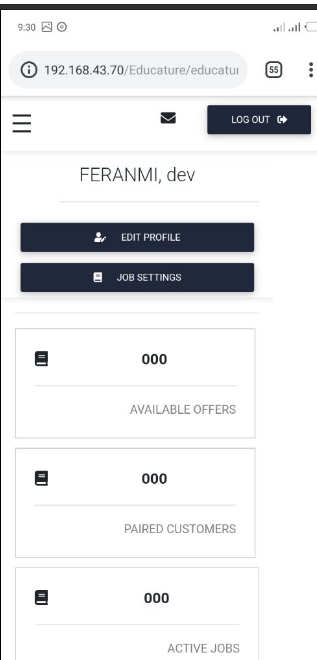 9:30
192.168.43.70/Educature/educatur
55
LOG OUT
FERANMI, dev
EDIT PROFILE
JOB SETTINGS
000
AVAILABLE OFFERS
000
PAIRED CUSTOMERS
000
ACTIVE JOBS